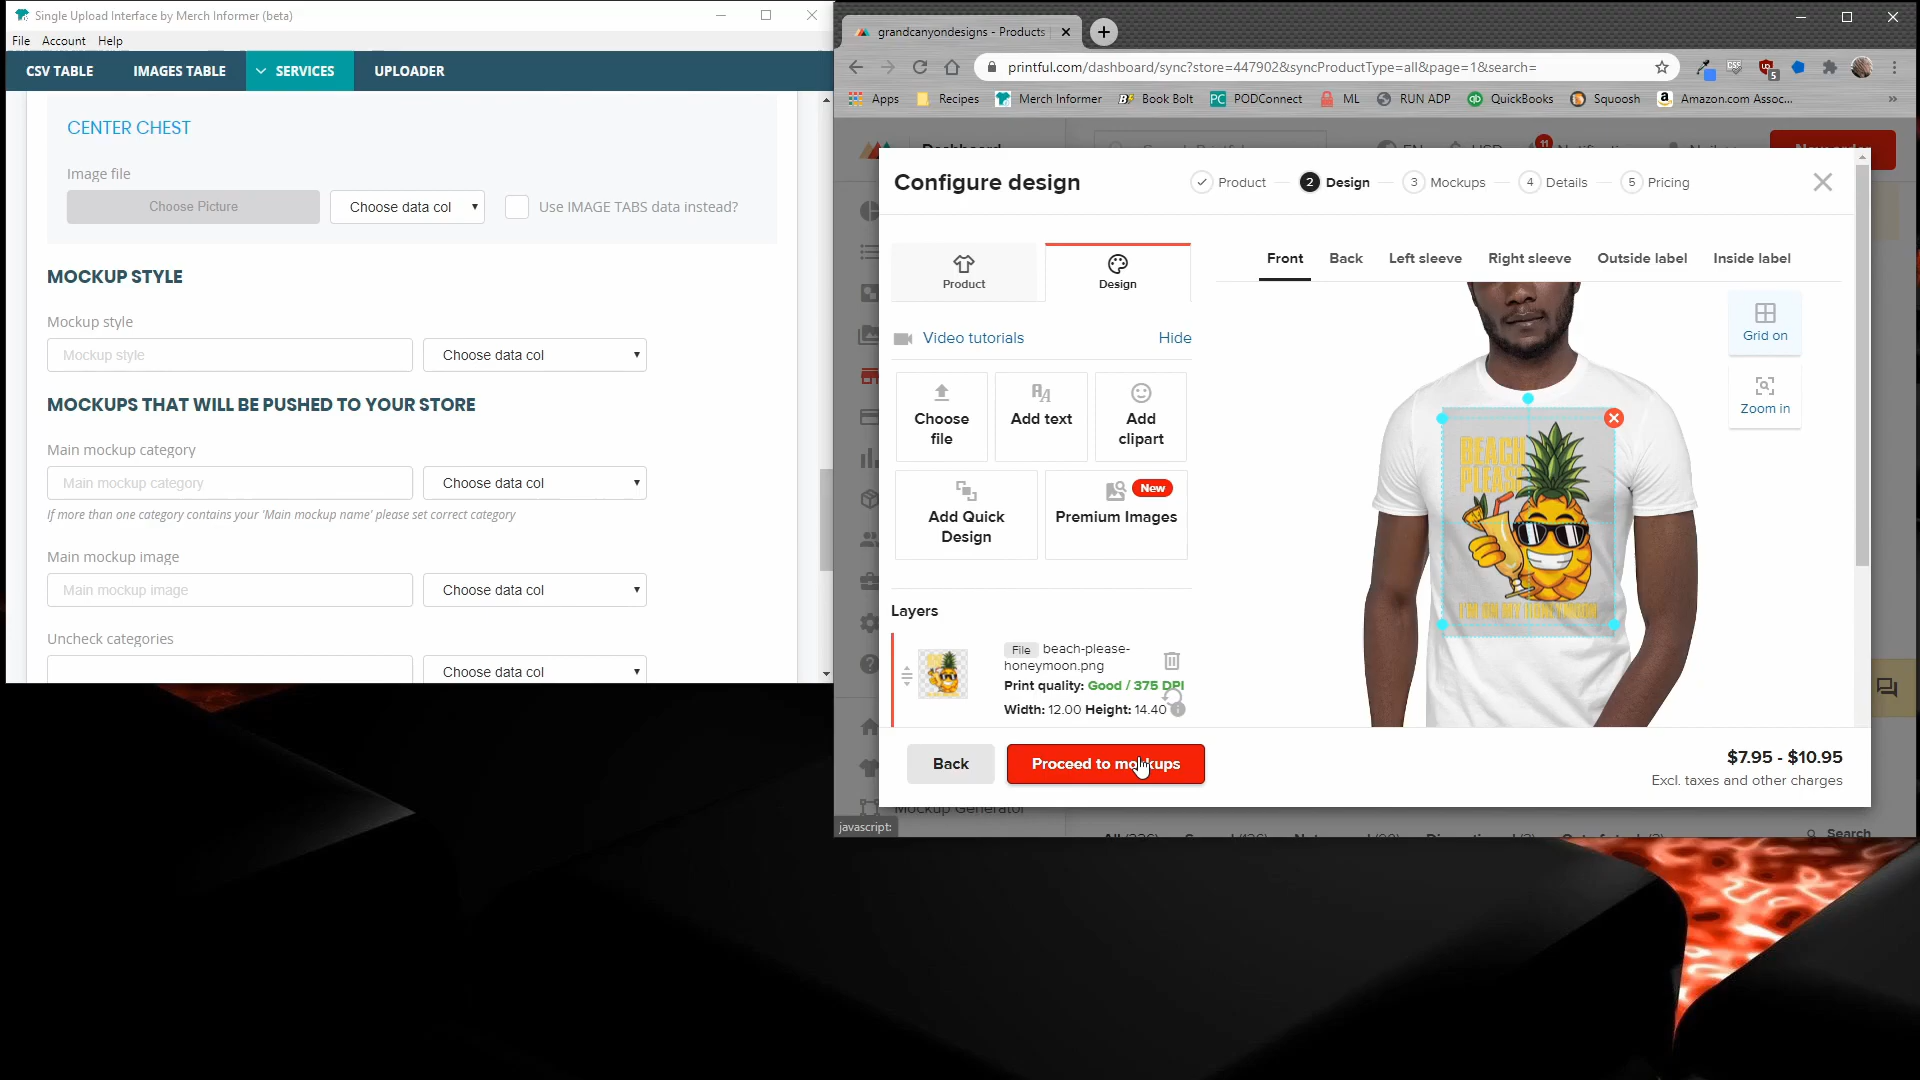 Single Upload Interface by Merch Informer (beta)
File Account Help
CSV TABLE IMAGES TABLE SERVICES UPLOADER
CENTER CHEST
Image file
Choose Picture Choose data col Use IMAGE TABS data instead?
MOCKUP STYLE
Mockup style
Mockup style Choose data col
MOCKUPS THAT WILL BE PUSHED TO YOUR STORE
Main mockup category
Main mockup category Choose data col
If more than one category contains your 'Main mockup name' please set correct category
Main mockup image
Main mockup image Choose data col
Uncheck categories
Choose data col
grandcanyondesigns - Products
printful.com/dashboard/sync?store=447902&syncProductType=all&page=1&search=
Apps Recipes Merch Informer Book Bolt PODConnect ML RUN ADP QuickBooks Squoosh Amazon.com Assoc...
Configure design
Product 2 Design 3 Mockups 4 Details 5 Pricing
Product Design
Front Back Left sleeve Right sleeve Outside label Inside label
Video tutorials Hide
Choose file
Add text
Add clipart
Add Quick Design
New
Premium Images
Grid on
Zoom in
BEACH
PLEASE
I'M ON MY HONEYMOON
Layers
File beach-please-
honeymoon.png
Print quality: Good / 375 DPI
Width: 12.00 Height: 14.40
Back Proceed to mockups
$7.95 - $10.95
Excl. taxes and other charges
Mockup Generator
javascript:
Search